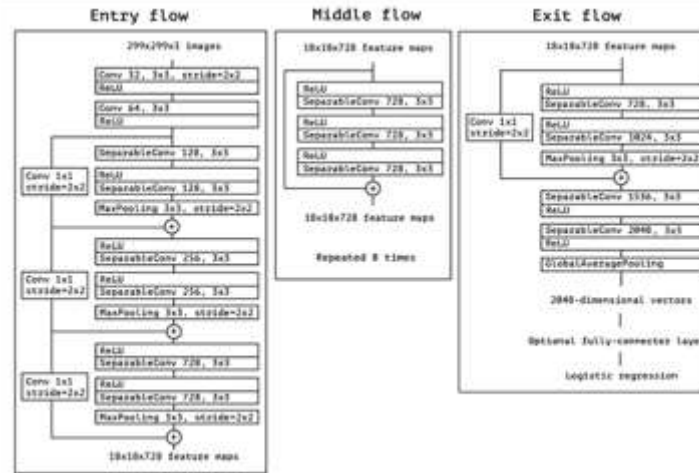 Entry flow
299x299x3 images
Conv 32, 3x3, stride=2x2
ReLU
Conv 64, 3x3
ReLU
Conv 1x1
stride=2x2
SeparableConv 128, 3x3
ReLU
SeparableConv 128, 3x3
MaxPooling 3x3, stride=2x2
+
Conv 1x1
stride=2x2
ReLU
SeparableConv 256, 3x3
ReLU
SeparableConv 256, 3x3
MaxPooling 3x3, stride=2x2
+
Conv 1x1
stride=2x2
ReLU
SeparableConv 728, 3x3
ReLU
SeparableConv 728, 3x3
MaxPooling 3x3, stride=2x2
+
19x19x728 feature maps
Middle flow
19x19x728 feature maps
ReLU
SeparableConv 728, 3x3
ReLU
SeparableConv 728, 3x3
ReLU
SeparableConv 728, 3x3
+
19x19x728 feature maps
Repeated 8 times
Exit flow
19x19x728 feature maps
Conv 1x1
stride=2x2
ReLU
SeparableConv 728, 3x3
ReLU
SeparableConv 1024, 3x3
MaxPooling 3x3, stride=2x2
+
SeparableConv 1536, 3x3
ReLU
SeparableConv 2048, 3x3
ReLU
GlobalAveragePooling
2048-dimensional vectors
Optional fully-connected
Logistic regression